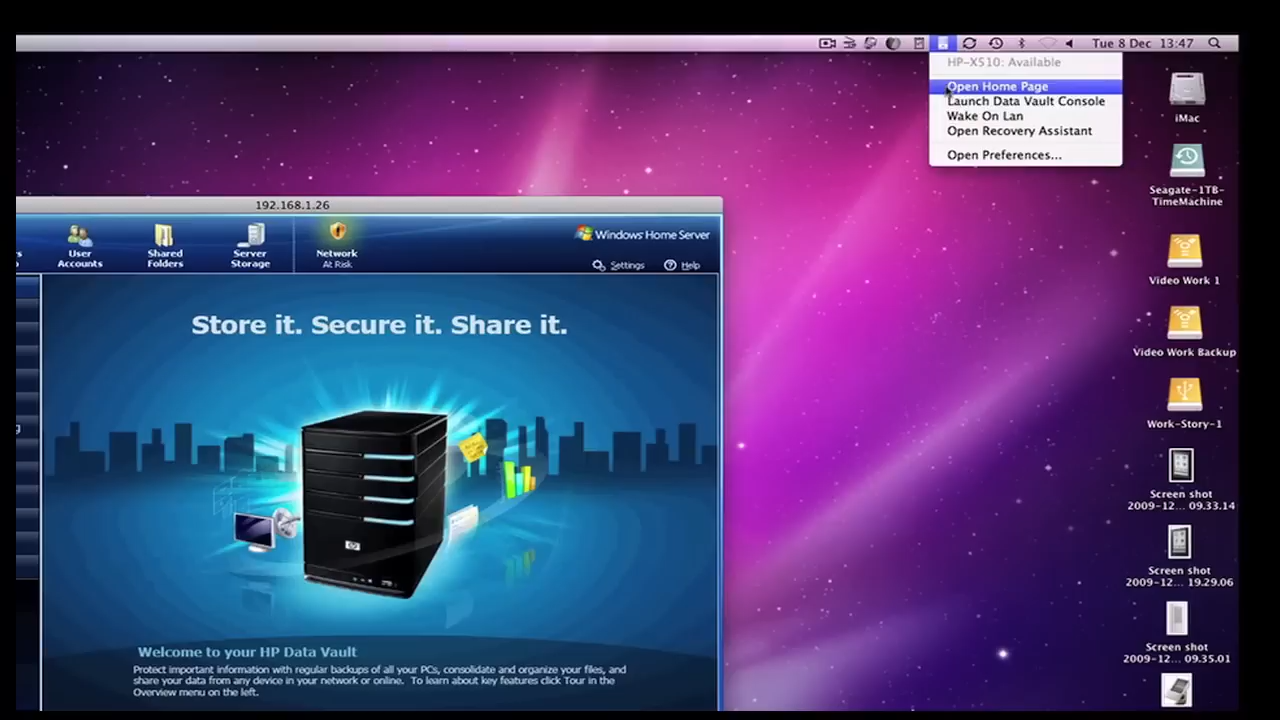 Tue 8 Dec 13:47
HP-X510: Available
Open Home Page
Launch Data Vault Console
Wake On Lan
Open Recovery Assistant
Open Preferences...
iMac
Seagate-1TB-
TimeMachine
Video Work 1
Video Work Backup
Work-Story-1
Screen shot
2009-12... 09.33.14
Screen shot
2009-12... 19.29.06
Screen shot
2009-12... 09.35.01
192.168.1.26
User
Accounts
Shared
Folders
Server
Storage
Network
At Risk
Windows Home Server
Settings
Help
Store it. Secure it. Share it.
hp
Welcome to your HP Data Vault
Protect important information with regular backups of all your PCs, consolidate and organize your files, and
share your data from any device in your network or online. To learn about key features click Tour in the
Overview menu on the left.